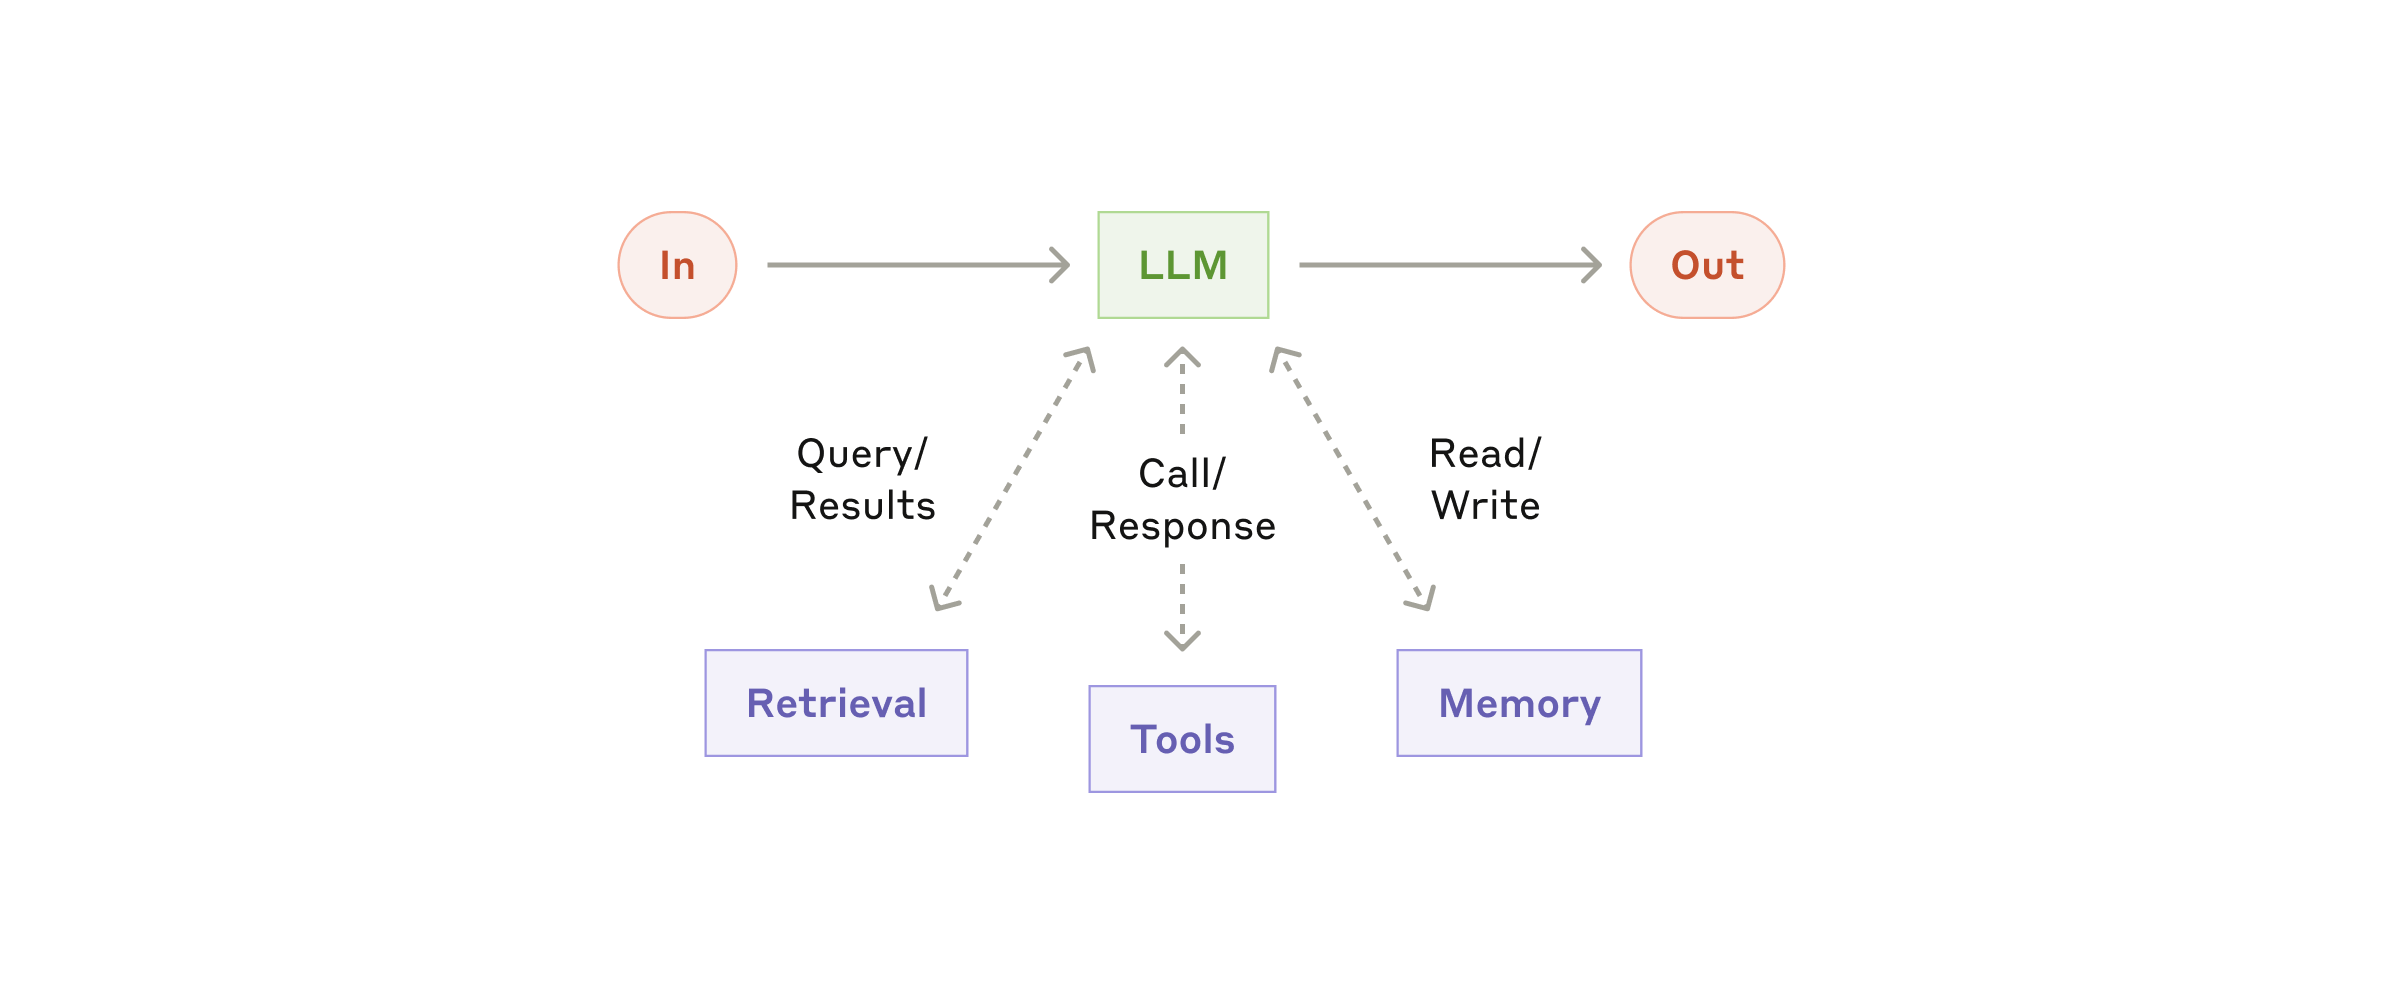 In
LLM
Out
Query/
Results
Call/
Response
Read/
Write
Retrieval
Tools
Memory